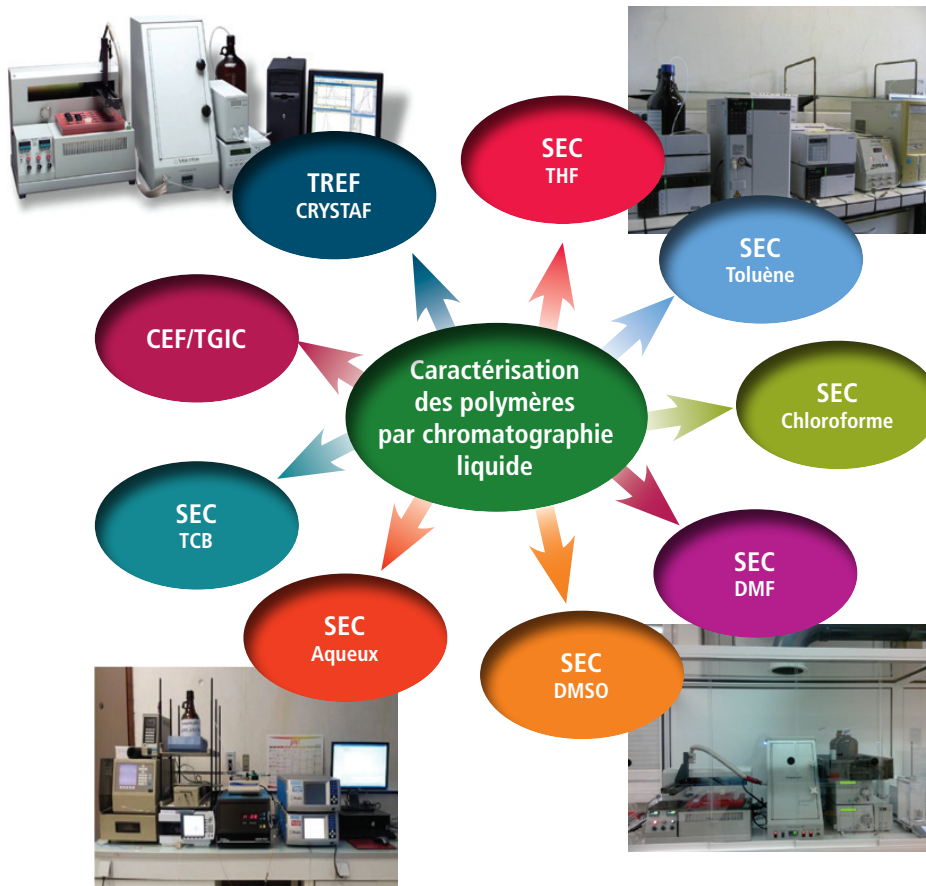 TREF
CRYSTAF
SEC
THF
SEC
Toluène
CEF/TGIC
Caractérisation
des polymères
par chromatographie
liquide
SEC
Chloroforme
SEC
TCB
SEC
DMF
SEC
Aqueux
SEC
DMSO